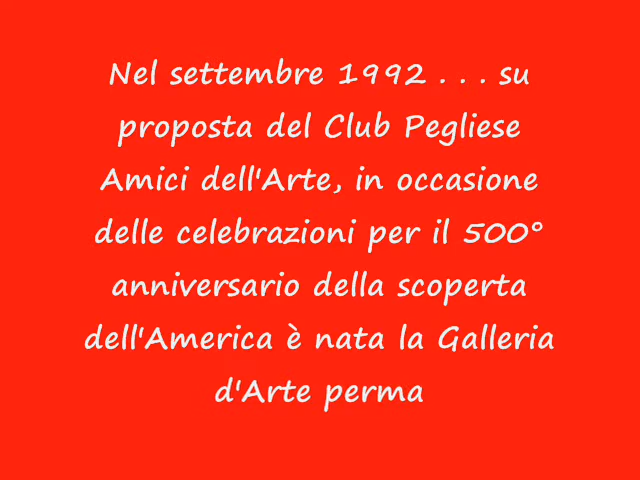 Nel settembre 1992 . . . su
proposta del Club Pegliese
Amici dell'Arte, in occasione
delle celebrazioni per il 500°
anniversario della scoperta
dell'America è nata la Galleria
d'Arte perma